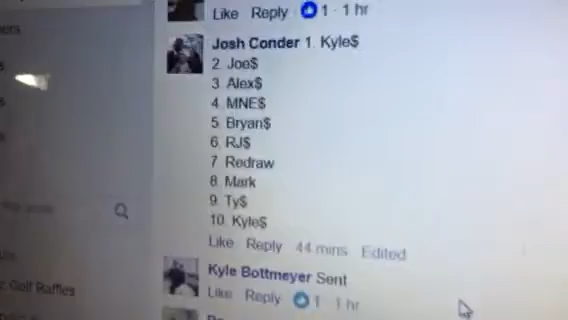 Like Reply 1 · 1 hr
Josh Conder 1. Kyle$
2. Joe$
3. Alex$
4. MNE$
5. Bryan$
6. RJ$
7. Redraw
8. Mark
9. Ty$
10. Kyle$
Like Reply 44 mins Edited
Kyle Bottmeyer Sent
Like Reply 1 1 hr
Golf Raffles